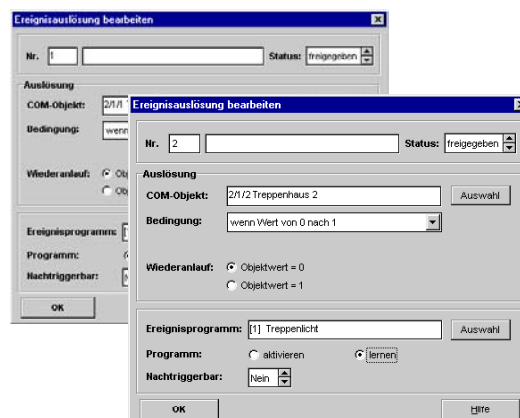 Ereignisauslösung bearbeiten
Nr. 1 Status: freigegeben
Auslösung
COM-Objekt: 2/1/1
Bedingung: wenn
Wiederanlauf:
Ereignisprogramm:
Programm:
Nachtriggerbar:
OK
Ereignisauslösung bearbeiten
Nr. 2 Status: freigegeben
Auslösung
COM-Objekt: 2/1/2 Treppenhaus 2 Auswahl
Bedingung: wenn Wert von 0 nach 1
Wiederanlauf: Objektwert = 0
Objektwert = 1
Ereignisprogramm: [1] Treppenlicht Auswahl
Programm: aktivieren lernen
Nachtriggerbar: Nein
OK Hilfe